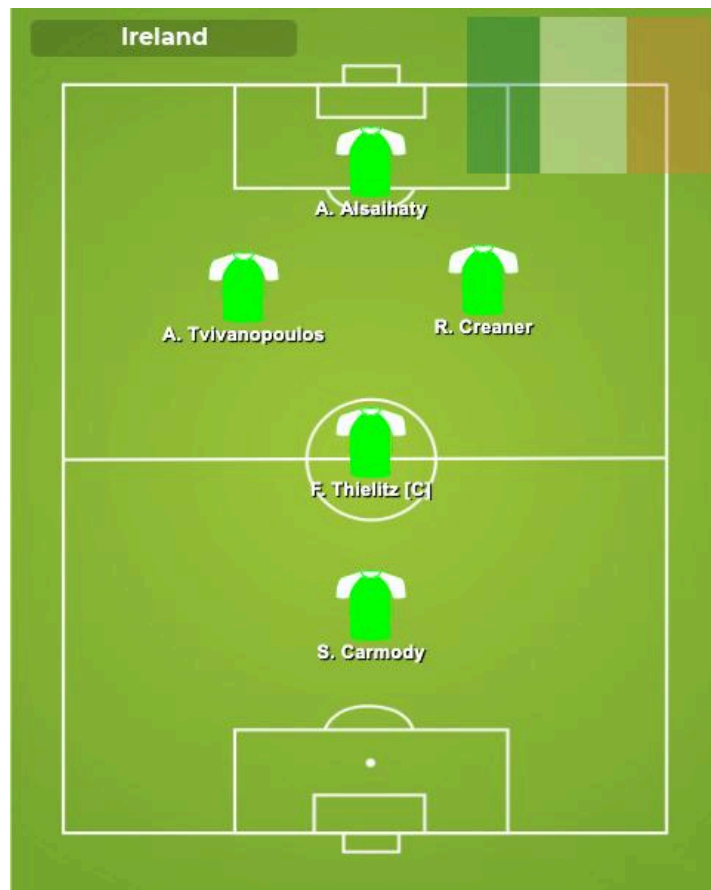 Ireland
A. Alsaihaty
A. Tvivanopoulos
R. Creaner
F. Thielitz [C]
S. Carmody